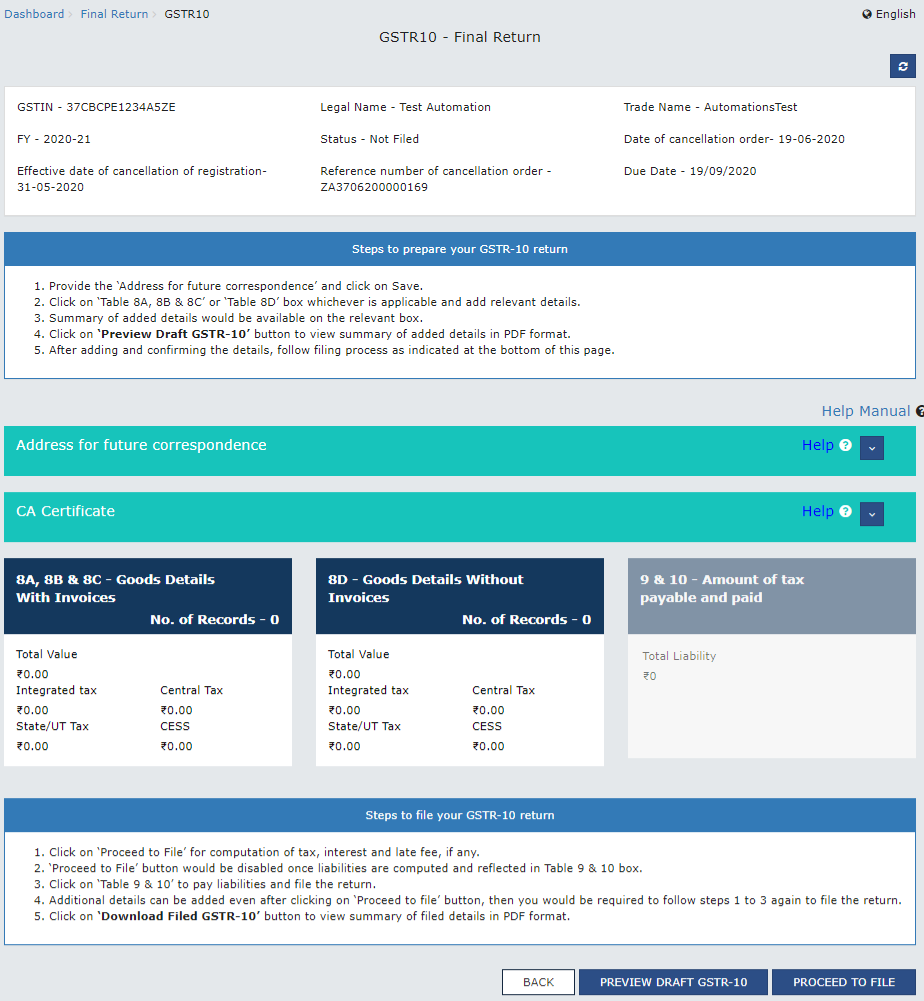 Dashboard › Final Return › GSTR10
English
GSTR10 - Final Return
GSTIN - 37CBCPE1234A5ZE
Legal Name - Test Automation
Trade Name - AutomationsTest
FY - 2020-21
Status - Not Filed
Date of cancellation order- 19-06-2020
Effective date of cancellation of registration-
31-05-2020
Reference number of cancellation order -
ZA3706200000169
Due Date - 19/09/2020
Steps to prepare your GSTR-10 return
1. Provide the ‘Address for future correspondence’ and click on Save.
2. Click on ‘Table 8A, 8B & 8C’ or ‘Table 8D’ box whichever is applicable and add relevant details.
3. Summary of added details would be available on the relevant box.
4. Click on ‘Preview Draft GSTR-10’ button to view summary of added details in PDF format.
5. After adding and confirming the details, follow filing process as indicated at the bottom of this page.
Help Manual ?
Address for future correspondence
Help ?
CA Certificate
Help ?
8A, 8B & 8C - Goods Details
With Invoices
No. of Records - 0
Total Value
₹0.00
Integrated tax Central Tax
₹0.00 ₹0.00
State/UT Tax CESS
₹0.00 ₹0.00
8D - Goods Details Without
Invoices
No. of Records - 0
Total Value
₹0.00
Integrated tax Central Tax
₹0.00 ₹0.00
State/UT Tax CESS
₹0.00 ₹0.00
9 & 10 - Amount of tax
payable and paid
Total Liability
₹0
Steps to file your GSTR-10 return
1. Click on ‘Proceed to File’ for computation of tax, interest and late fee, if any.
2. ‘Proceed to File’ button would be disabled once liabilities are computed and reflected in Table 9 & 10 box.
3. Click on ‘Table 9 & 10’ to pay liabilities and file the return.
4. Additional details can be added even after clicking on ‘Proceed to file’ button, then you would be required to follow steps 1 to 3 again to file the return.
5. Click on ‘Download Filed GSTR-10’ button to view summary of filed details in PDF format.
BACK
PREVIEW DRAFT GSTR-10
PROCEED TO FILE